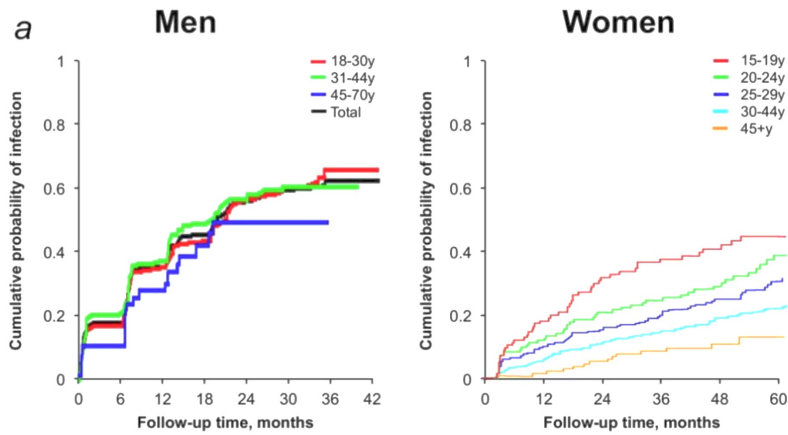 a
Men
Women
Cumulative probability of infection
1
0.8
0.6
0.4
0.2
0
0 6 12 18 24 30 36 42
Follow-up time, months
18-30y
31-44y
45-70y
Total
Cumulative probability of infection
1
0.8
0.6
0.4
0.2
0
0 12 24 36 48 60
Follow-up time, months
15-19y
20-24y
25-29y
30-44y
45+y